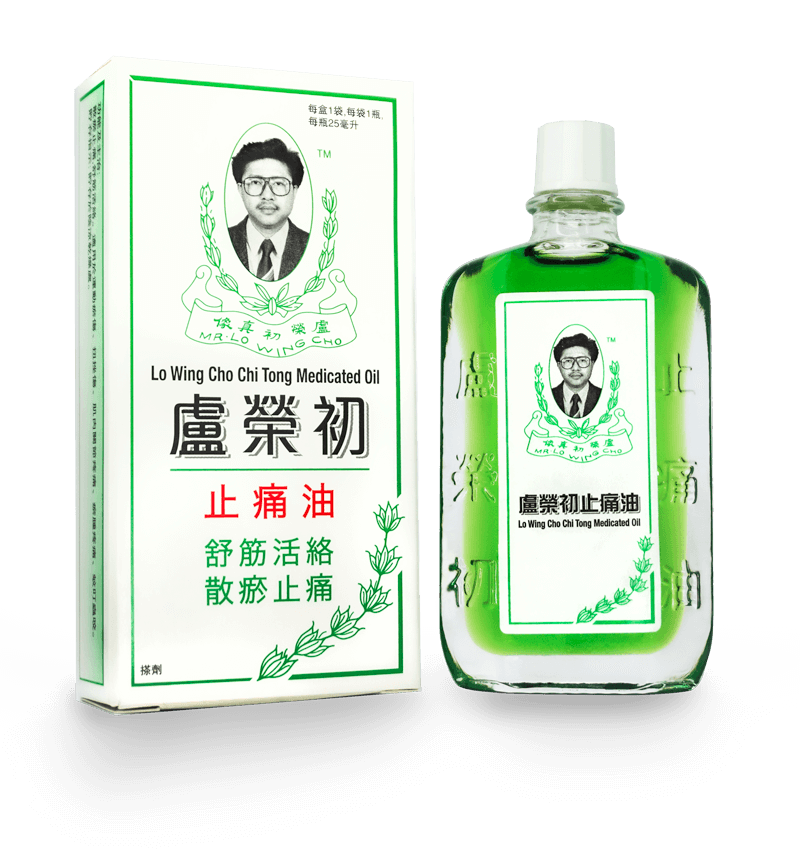 每盒1袋,每袋1瓶,
每瓶25毫升
TM
盧榮初真像
MR·LO WING CHO
Lo Wing Cho Chi Tong Medicated Oil
盧榮初
止痛油
舒筋活絡
散瘀止痛
搽劑
TM
盧榮初真像
MR·LO WING CHO
盧榮初止痛油
Lo Wing Cho Chi Tong Medicated Oil
盧榮初
止痛油